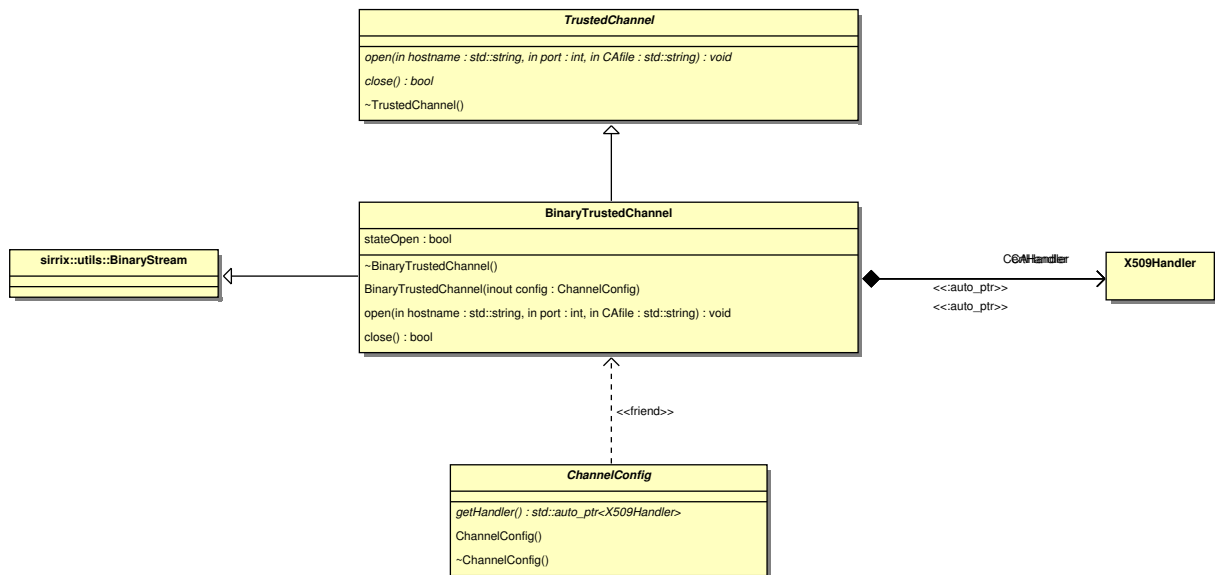 TrustedChannel
open(in hostname : std::string, in port : int, in CAfile : std::string) : void
close() : bool
~TrustedChannel()
BinaryTrustedChannel
stateOpen : bool
~BinaryTrustedChannel()
BinaryTrustedChannel(inout config : ChannelConfig)
open(in hostname : std::string, in port : int, in CAfile : std::string) : void
close() : bool
sirrix::utils::BinaryStream
<<:auto_ptr>>
<<:auto_ptr>>
X509Handler
<<friend>>
ChannelConfig
getHandler() : std::auto_ptr<X509Handler>
ChannelConfig()
~ChannelConfig()